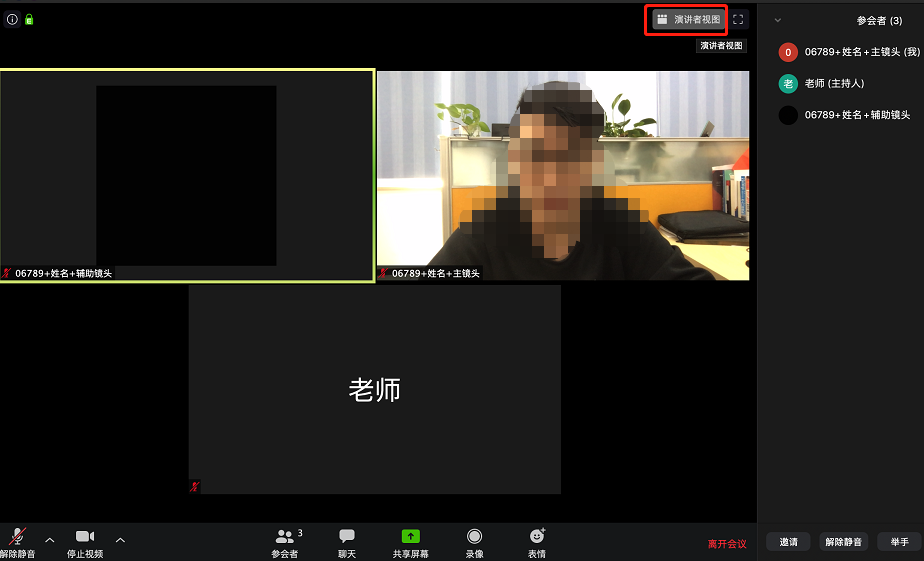 演讲者视图
演讲者视图
06789+姓名+辅助镜头
06789+姓名+主镜头
老师
参会者 (3)
0 06789+姓名+主镜头 (我)
老 老师 (主持人)
06789+姓名+辅助镜头
解除静音
停止视频
参会者 3
聊天
共享屏幕
录像
表情
离开会议
邀请
解除静音
举手